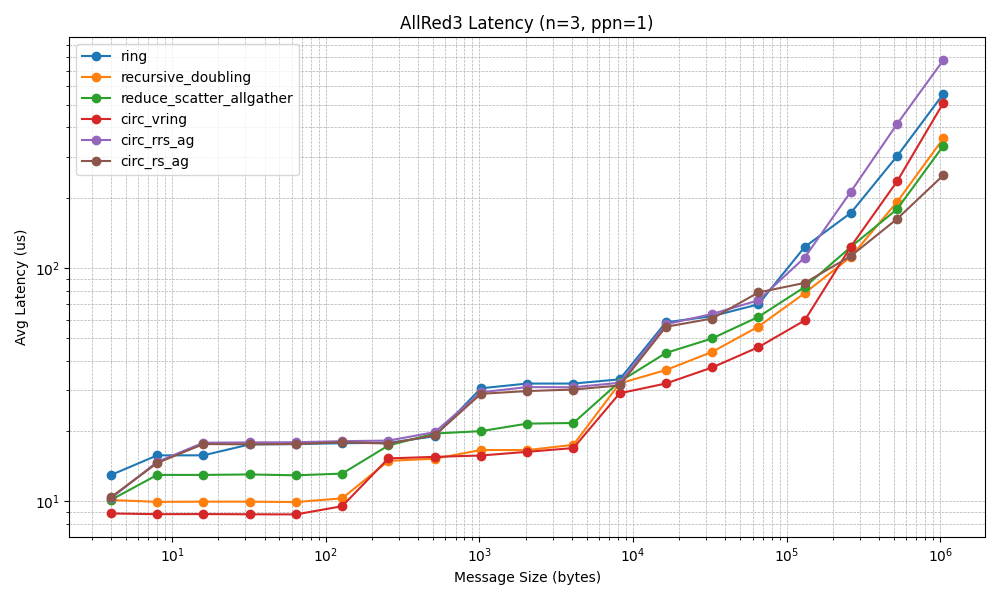 AllRed3 Latency (n=3, ppn=1)
ring
recursive_doubling
reduce_scatter_allgather
circ_vring
circ_rrs_ag
circ_rs_ag
Avg Latency (us)
10²
10¹
10¹ 10² 10³ 10⁴ 10⁵ 10⁶
Message Size (bytes)